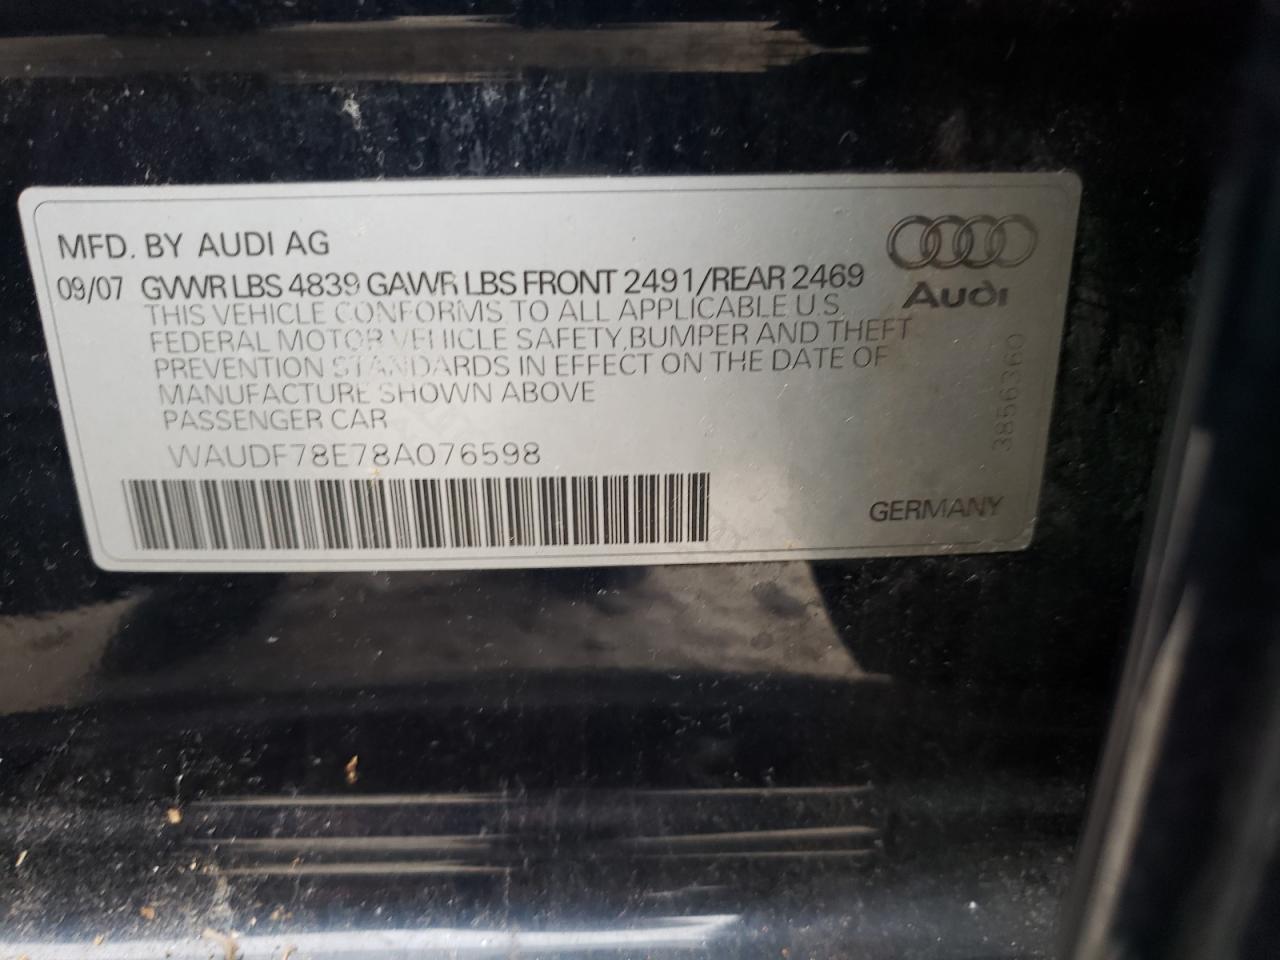 MFD. BY AUDI AG
Audi
09/07 GVWR LBS 4839 GAWR LBS FRONT 2491/REAR 2469
THIS VEHICLE CONFORMS TO ALL APPLICABLE U.S.
FEDERAL MOTOR VEHICLE SAFETY,BUMPER AND THEFT
PREVENTION STANDARDS IN EFFECT ON THE DATE OF
MANUFACTURE SHOWN ABOVE
PASSENGER CAR
WAUDF78E78A076598
GERMANY
3856360